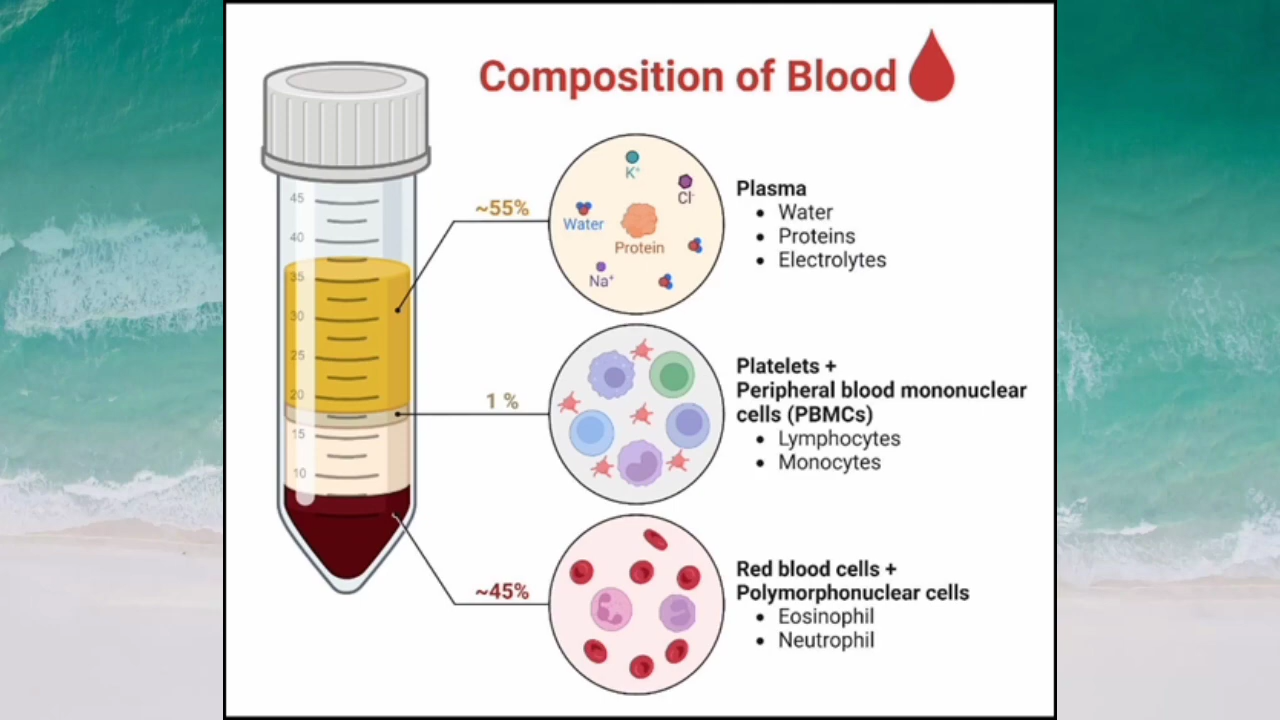 Composition of Blood
45
40
35
30
25
20
15
10
~55%
K⁺
Cl⁻
Water
Protein
Na⁺
Plasma
• Water
• Proteins
• Electrolytes
1 %
Platelets +
Peripheral blood mononuclear
cells (PBMCs)
• Lymphocytes
• Monocytes
~45%
Red blood cells +
Polymorphonuclear cells
• Eosinophil
• Neutrophil